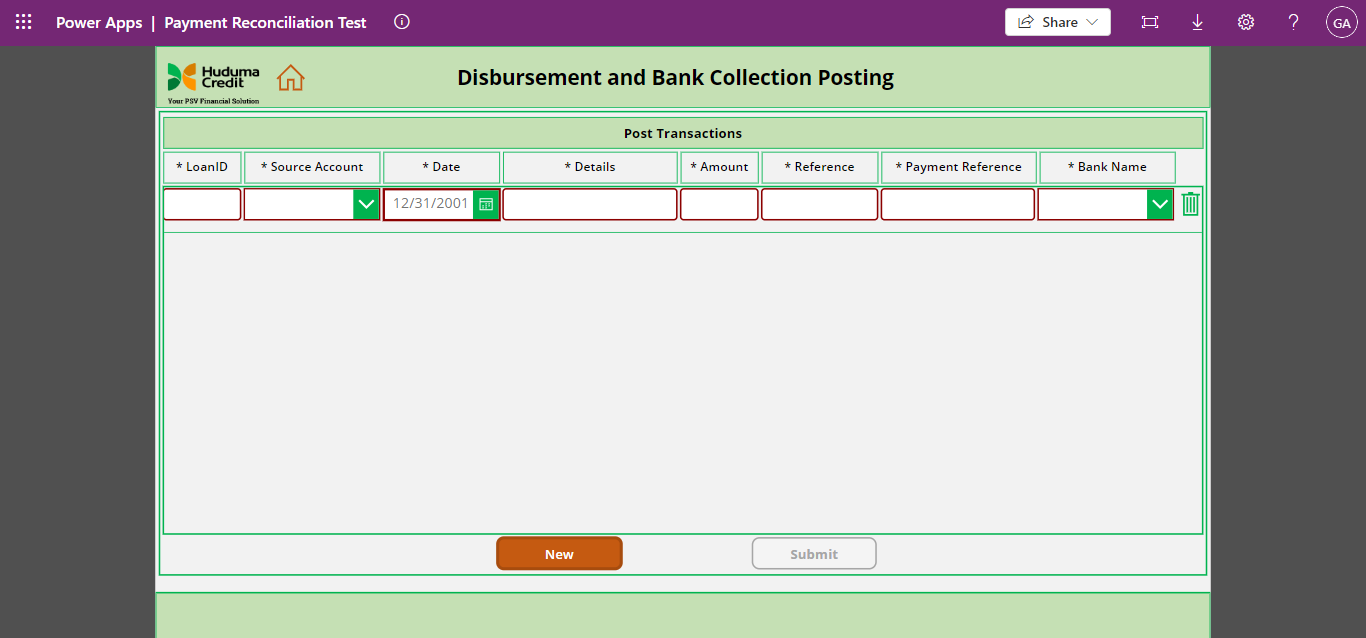 Power Apps | Payment Reconciliation Test
Share
?
GA
Huduma
Credit
Your PSV Financial Solution
Disbursement and Bank Collection Posting
Post Transactions
* LoanID * Source Account * Date * Details * Amount * Reference * Payment Reference * Bank Name
12/31/2001
New Submit